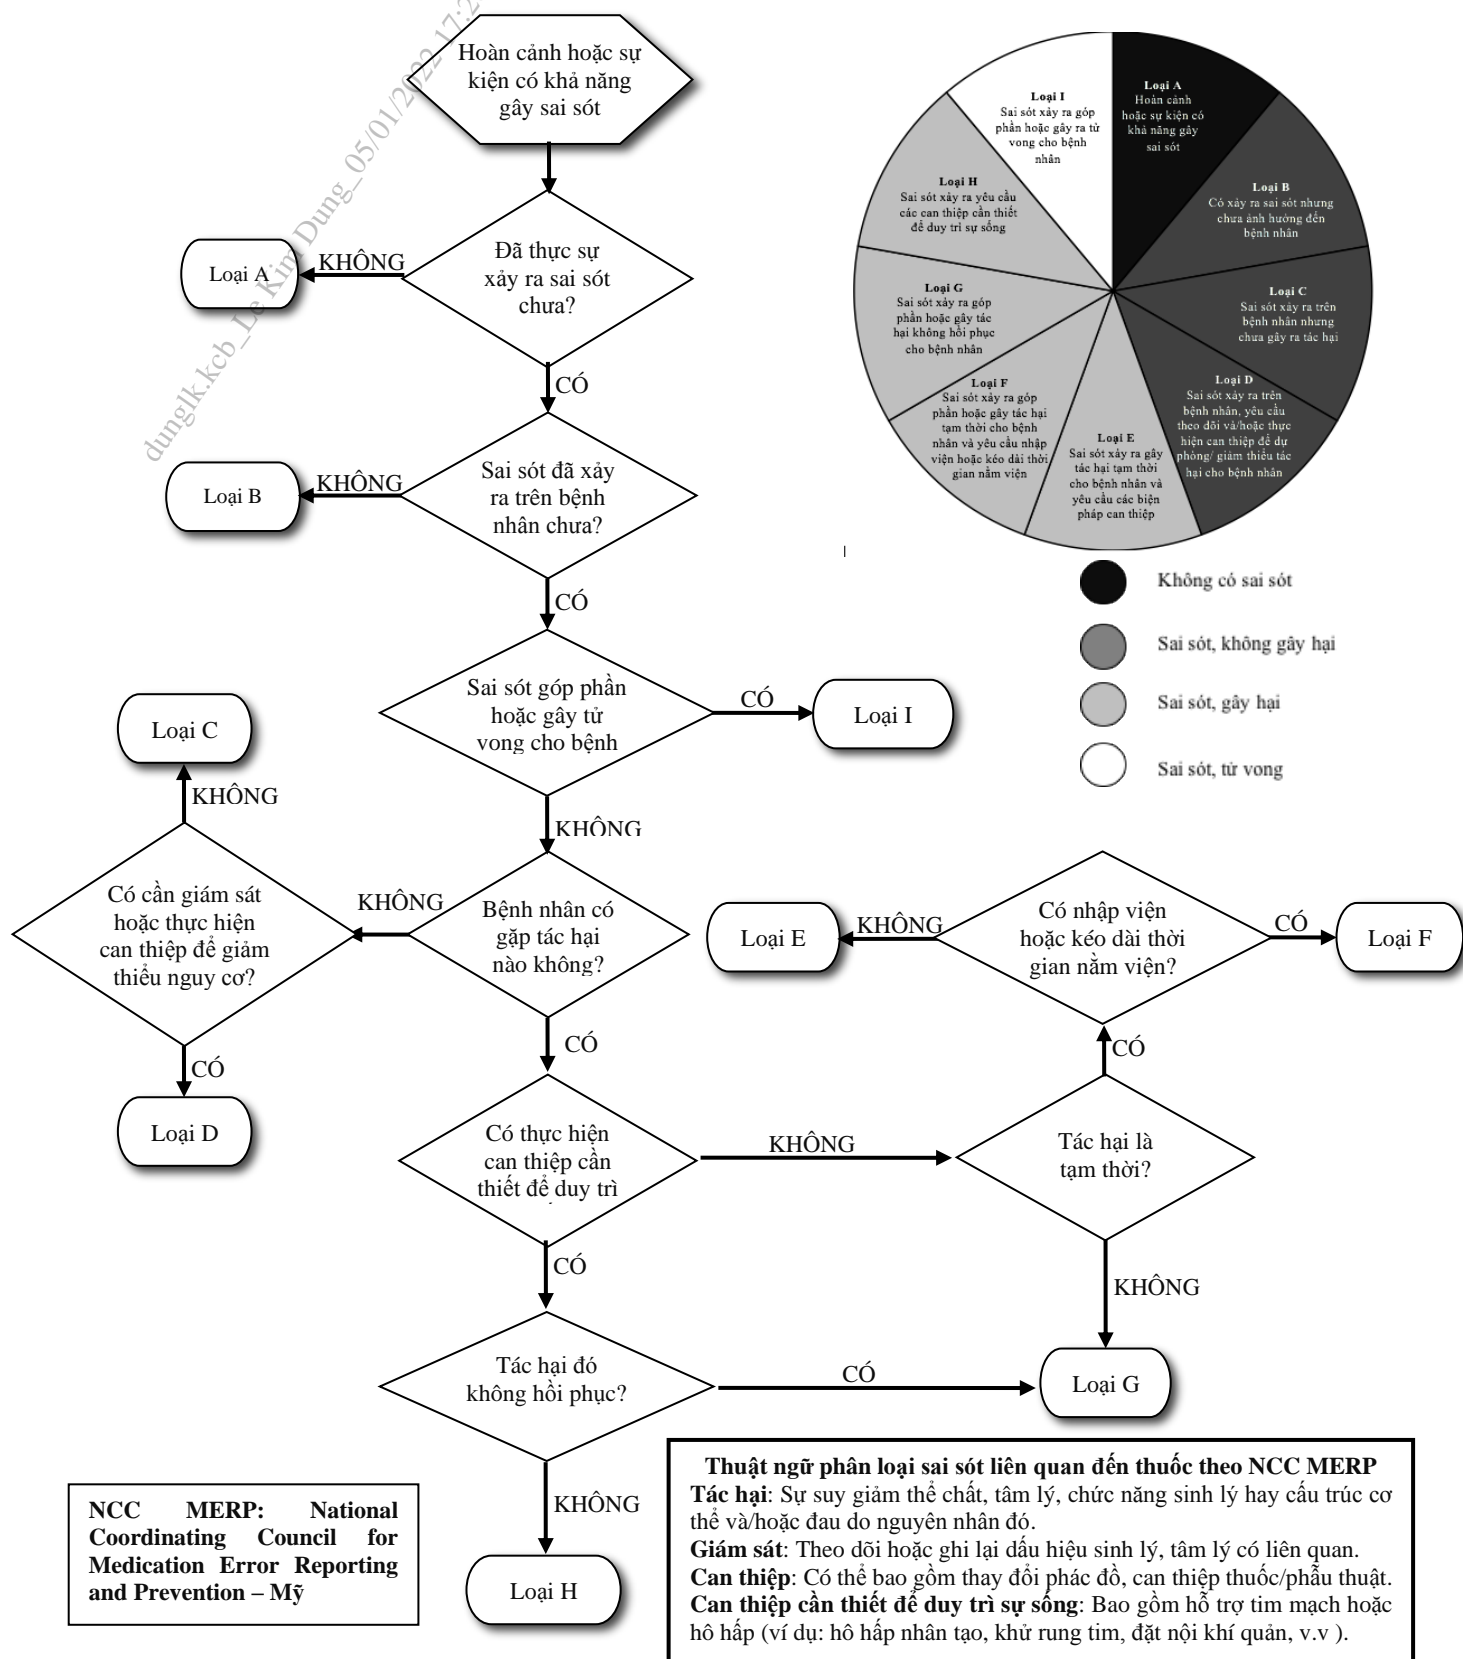 dunglk.kcb_Le Kim Dung_05/01/2022 17:2
Hoàn cảnh hoặc sự
kiện có khả năng
gây sai sót
Đã thực sự
xảy ra sai sót
chưa?
KHÔNG
Loại A
CÓ
Sai sót đã xảy
ra trên bệnh
nhân chưa?
KHÔNG
Loại B
CÓ
Sai sót góp phần
hoặc gây tử
vong cho bệnh
CÓ
Loại I
KHÔNG
Bệnh nhân có
gặp tác hại
nào không?
KHÔNG
Có cần giám sát
hoặc thực hiện
can thiệp để giảm
thiểu nguy cơ?
KHÔNG
Loại C
CÓ
Loại D
CÓ
Có thực hiện
can thiệp cần
thiết để duy trì
KHÔNG
Tác hại là
tạm thời?
CÓ
Có nhập viện
hoặc kéo dài thời
gian nằm viện?
KHÔNG
Loại E
CÓ
Loại F
KHÔNG
Loại G
CÓ
Tác hại đó
không hồi phục?
CÓ
KHÔNG
Loại H
Loại A
Hoàn cảnh
hoặc sự kiện có
khả năng gây
sai sót
Loại B
Có xảy ra sai sót nhưng
chưa ảnh hưởng đến
bệnh nhân
Loại C
Sai sót xảy ra trên
bệnh nhân nhưng
chưa gây ra tác hại
Loại D
Sai sót xảy ra trên
bệnh nhân, yêu cầu
theo dõi và/hoặc thực
hiện can thiệp để dự
phòng/ giảm thiểu tác
hại cho bệnh nhân
Loại E
Sai sót xảy ra gây
tác hại tạm thời
cho bệnh nhân và
yêu cầu các biện
pháp can thiệp
Loại F
Sai sót xảy ra góp
phần hoặc gây tác hại
tạm thời cho bệnh
nhân và yêu cầu nhập
viện hoặc kéo dài thời
gian nằm viện
Loại G
Sai sót xảy ra góp
phần hoặc gây tác
hại không hồi phục
cho bệnh nhân
Loại H
Sai sót xảy ra yêu cầu
các can thiệp cần thiết
để duy trì sự sống
Loại I
Sai sót xảy ra góp
phần hoặc gây ra tử
vong cho bệnh
nhân
Không có sai sót
Sai sót, không gây hại
Sai sót, gây hại
Sai sót, tử vong
NCC MERP: National
Coordinating Council for
Medication Error Reporting
and Prevention – Mỹ
Thuật ngữ phân loại sai sót liên quan đến thuốc theo NCC MERP
Tác hại: Sự suy giảm thể chất, tâm lý, chức năng sinh lý hay cấu trúc cơ
thể và/hoặc đau do nguyên nhân đó.
Giám sát: Theo dõi hoặc ghi lại dấu hiệu sinh lý, tâm lý có liên quan.
Can thiệp: Có thể bao gồm thay đổi phác đồ, can thiệp thuốc/phẫu thuật.
Can thiệp cần thiết để duy trì sự sống: Bao gồm hỗ trợ tim mạch hoặc
hô hấp (ví dụ: hô hấp nhân tạo, khử rung tim, đặt nội khí quản, v.v ).